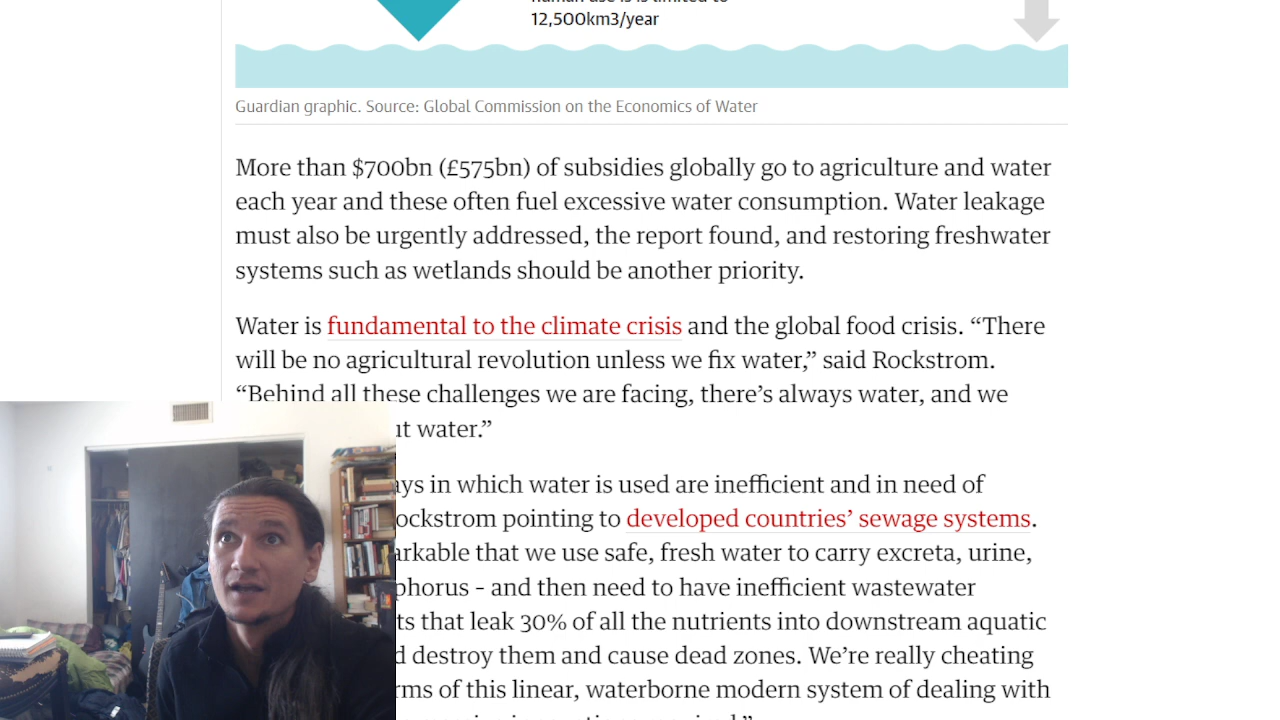 12,500km3/year
Guardian graphic. Source: Global Commission on the Economics of Water
More than $700bn (£575bn) of subsidies globally go to agriculture and water
each year and these often fuel excessive water consumption. Water leakage
must also be urgently addressed, the report found, and restoring freshwater
systems such as wetlands should be another priority.
Water is fundamental to the climate crisis and the global food crisis. “There
will be no agricultural revolution unless we fix water,” said Rockstrom.
“Behind all these challenges we are facing, there’s always water, and we
ut water.”
ays in which water is used are inefficient and in need of
ockstrom pointing to developed countries’ sewage systems.
arkable that we use safe, fresh water to carry excreta, urine,
phorus – and then need to have inefficient wastewater
ts that leak 30% of all the nutrients into downstream aquatic
d destroy them and cause dead zones. We’re really cheating
rms of this linear, waterborne modern system of dealing with